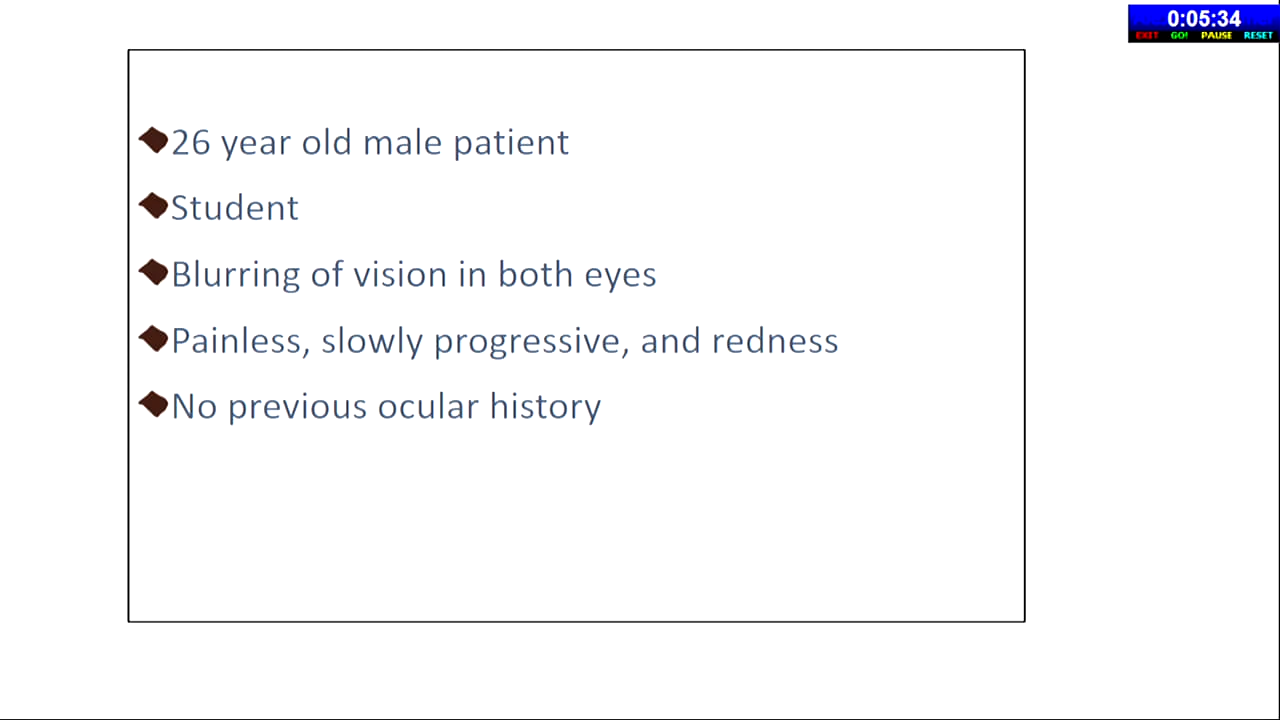 0:05:34
EXIT GO! PAUSE RESET
26 year old male patient
Student
Blurring of vision in both eyes
Painless, slowly progressive, and redness
No previous ocular history